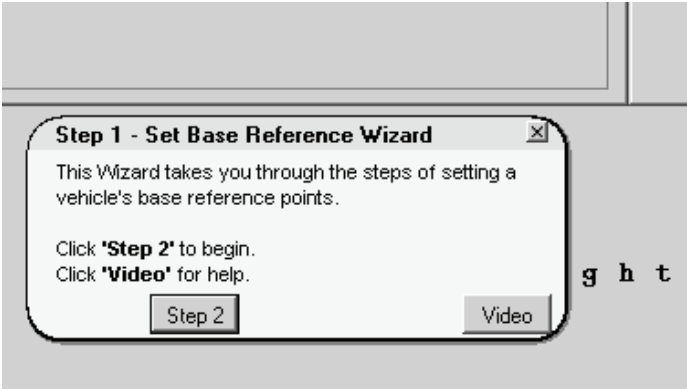 Step 1 - Set Base Reference Wizard
This Wizard takes you through the steps of setting a
vehicle's base reference points.
Click 'Step 2' to begin.
Click 'Video' for help.
g h t
Step 2
Video